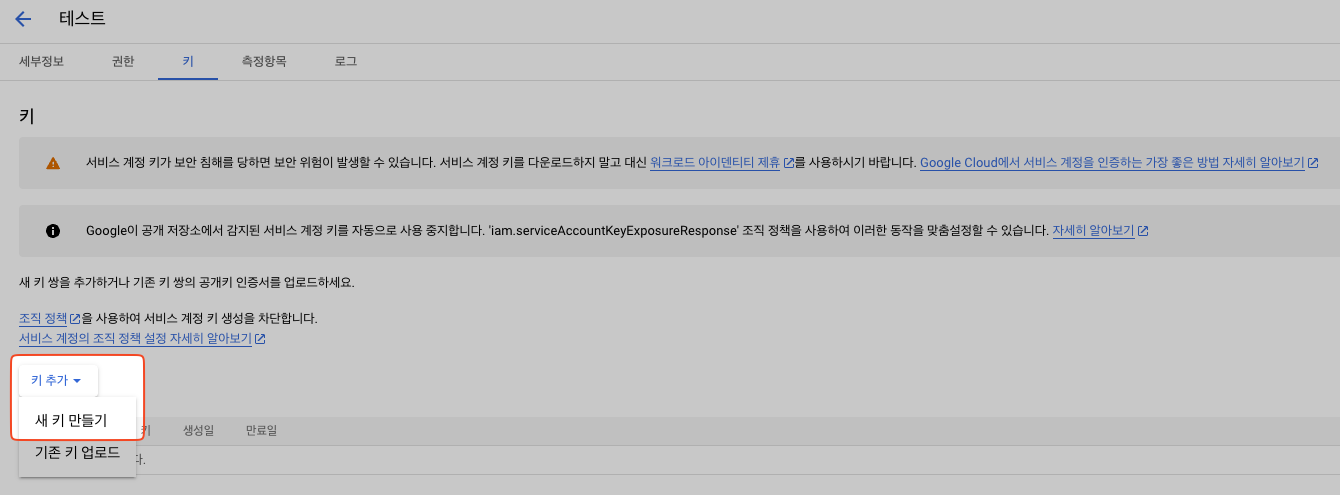 테스트
세부정보 권한 키 측정항목 로그
키
서비스 계정 키가 보안 침해를 당하면 보안 위험이 발생할 수 있습니다. 서비스 계정 키를 다운로드하지 말고 대신 워크로드 아이덴티티 제휴를 사용하시기 바랍니다. Google Cloud에서 서비스 계정을 인증하는 가장 좋은 방법 자세히 알아보기
Google이 공개 저장소에서 감지된 서비스 계정 키를 자동으로 사용 중지합니다. 'iam.serviceAccountKeyExposureResponse' 조직 정책을 사용하여 이러한 동작을 맞춤설정할 수 있습니다. 자세히 알아보기
새 키 쌍을 추가하거나 기존 키 쌍의 공개키 인증서를 업로드하세요.
조직 정책을 사용하여 서비스 계정 키 생성을 차단합니다.
서비스 계정의 조직 정책 설정 자세히 알아보기
키 추가
새 키 만들기
키 생성일 만료일
기존 키 업로드
다.